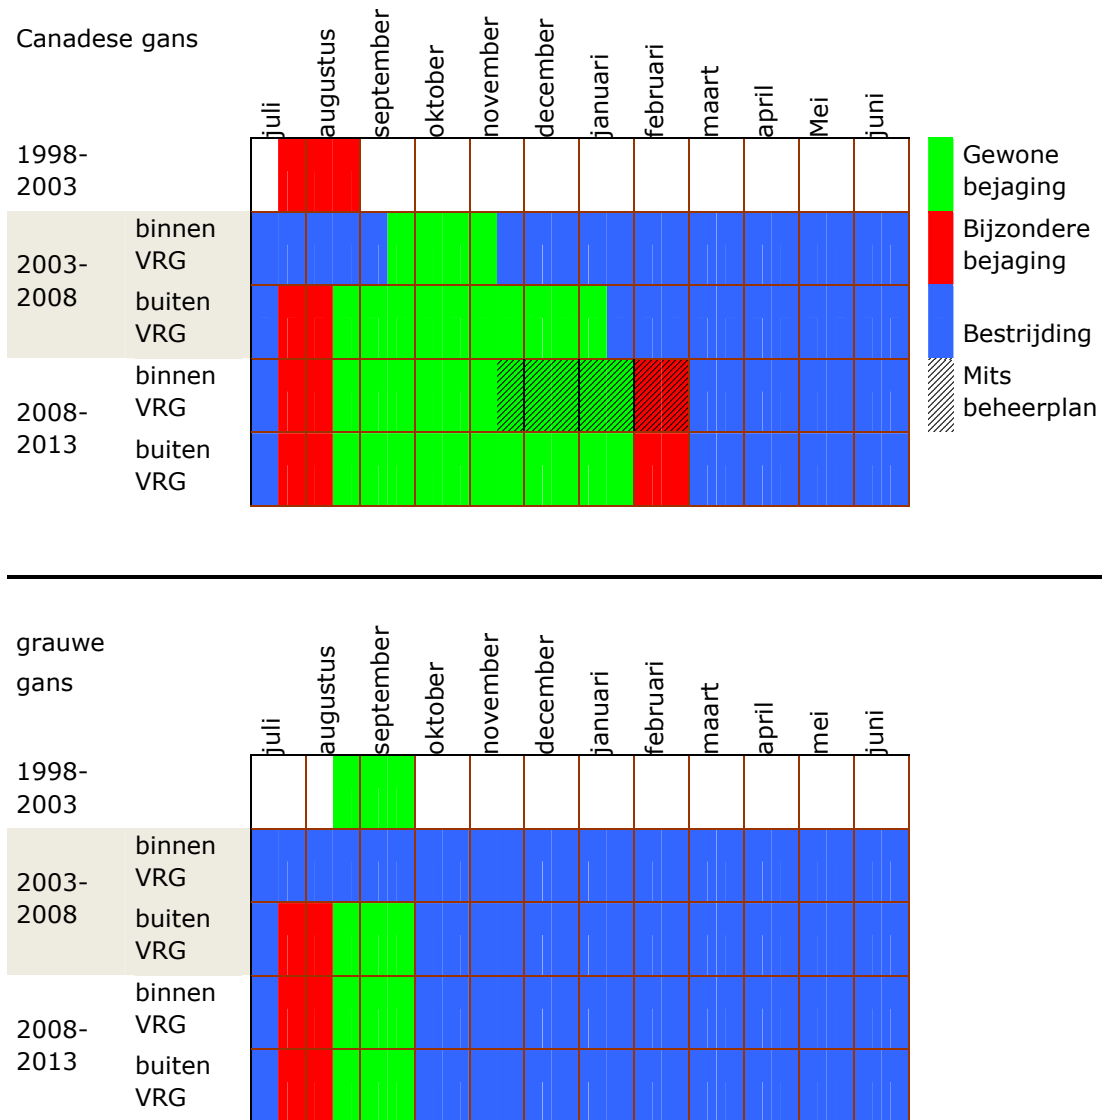 Canadese gans
juli
augustus
september
oktober
november
december
januari
februari
maart
april
Mei
juni
1998-
2003
2003-
2008
binnen
VRG
buiten
VRG
2008-
2013
binnen
VRG
buiten
VRG
Gewone
bejaging
Bijzondere
bejaging
Bestrijding
Mits
beheerplan
grauwe
gans
juli
augustus
september
oktober
november
december
januari
februari
maart
april
mei
juni
1998-
2003
2003-
2008
binnen
VRG
buiten
VRG
2008-
2013
binnen
VRG
buiten
VRG